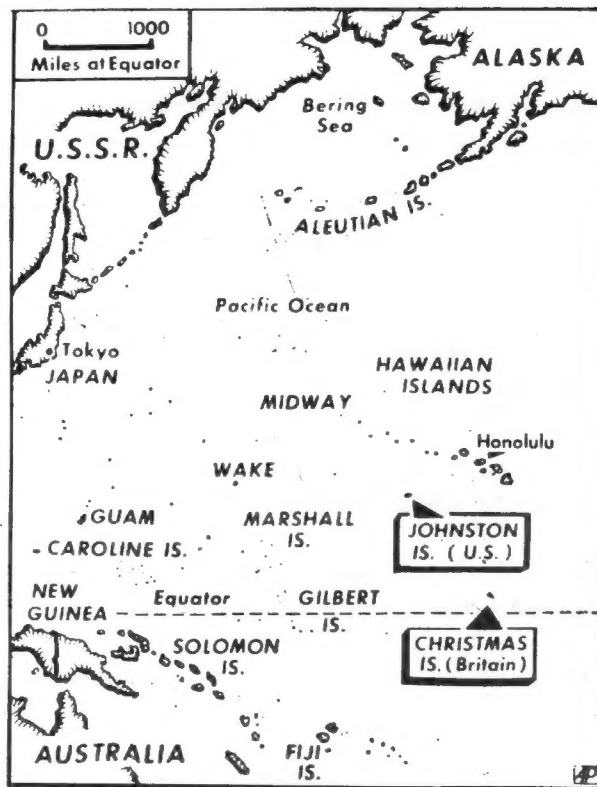 0 1000
Miles at Equator
ALASKA
Bering
Sea
U.S.S.R.
ALEUTIAN IS.
Pacific Ocean
Tokyo
JAPAN
HAWAIIAN
ISLANDS
MIDWAY
Honolulu
WAKE
GUAM
MARSHALL
IS.
JOHNSTON
IS. (U.S.)
CAROLINE IS.
NEW
GUINEA
Equator
GILBERT
IS.
SOLOMON
IS.
CHRISTMAS
IS. (Britain)
AUSTRALIA
FIJI
IS.
AP